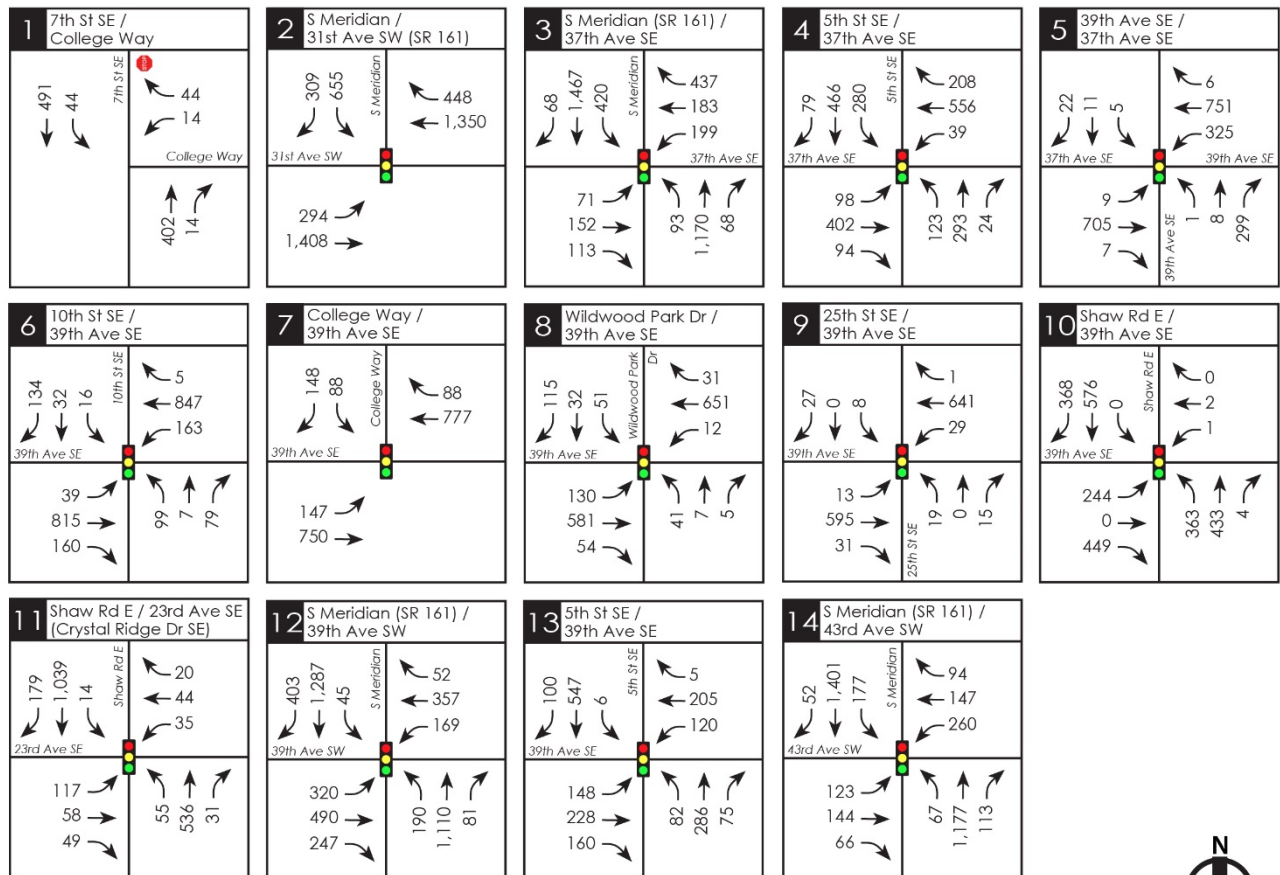 1 7th St SE /
College Way
7th St SE
STOP
491
44
44
14
College Way
402
14
2 S Meridian /
31st Ave SW (SR 161)
309
655
S Meridian
448
1,350
31st Ave SW
294
1,408
3 S Meridian (SR 161) /
37th Ave SE
68
1,467
420
S Meridian
437
183
199
37th Ave SE
71
152
113
93
1,170
68
4 5th St SE /
37th Ave SE
79
466
280
5th St SE
208
556
39
37th Ave SE
98
402
94
123
293
24
5 39th Ave SE /
37th Ave SE
22
11
5
6
751
325
37th Ave SE
39th Ave SE
9
705
7
39th Ave SE
1
8
299
6 10th St SE /
39th Ave SE
134
32
16
10th St SE
5
847
163
39th Ave SE
39
815
160
99
7
79
7 College Way /
39th Ave SE
148
88
College Way
88
777
39th Ave SE
147
750
8 Wildwood Park Dr /
39th Ave SE
115
32
51
Wildwood Park
Dr
31
651
12
39th Ave SE
130
581
54
41
7
5
9 25th St SE /
39th Ave SE
27
0
8
1
641
29
39th Ave SE
13
595
31
25th St SE
19
0
15
10 Shaw Rd E /
39th Ave SE
368
576
0
Shaw Rd E
0
2
1
39th Ave SE
244
0
449
363
433
4
11 Shaw Rd E / 23rd Ave SE
(Crystal Ridge Dr SE)
179
1,039
14
Shaw Rd E
20
44
35
23rd Ave SE
117
58
49
55
536
31
12 S Meridian (SR 161) /
39th Ave SW
403
1,287
45
S Meridian
52
357
169
39th Ave SW
320
490
247
190
1,110
81
13 5th St SE /
39th Ave SE
100
547
6
5th St SE
5
205
120
39th Ave SE
148
228
160
82
286
75
14 S Meridian (SR 161) /
43rd Ave SW
52
1,401
177
S Meridian
94
147
260
43rd Ave SW
123
144
66
67
1,177
113
N